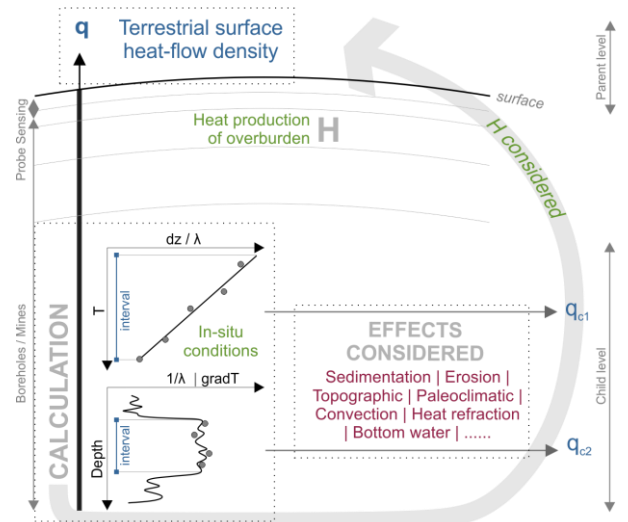 q
Terrestrial surface
heat-flow density
Parent level
surface
Probe Sensing
Heat production
of overburden
H
H considered
dz / λ
T
interval
In-situ
conditions
Boreholes / Mines
CALCULATION
1/λ | gradT
Depth
interval
EFFECTS
CONSIDERED
Sedimentation | Erosion |
Topographic | Paleoclimatic |
Convection | Heat refraction
| Bottom water | ......
qc1
qc2
Child level